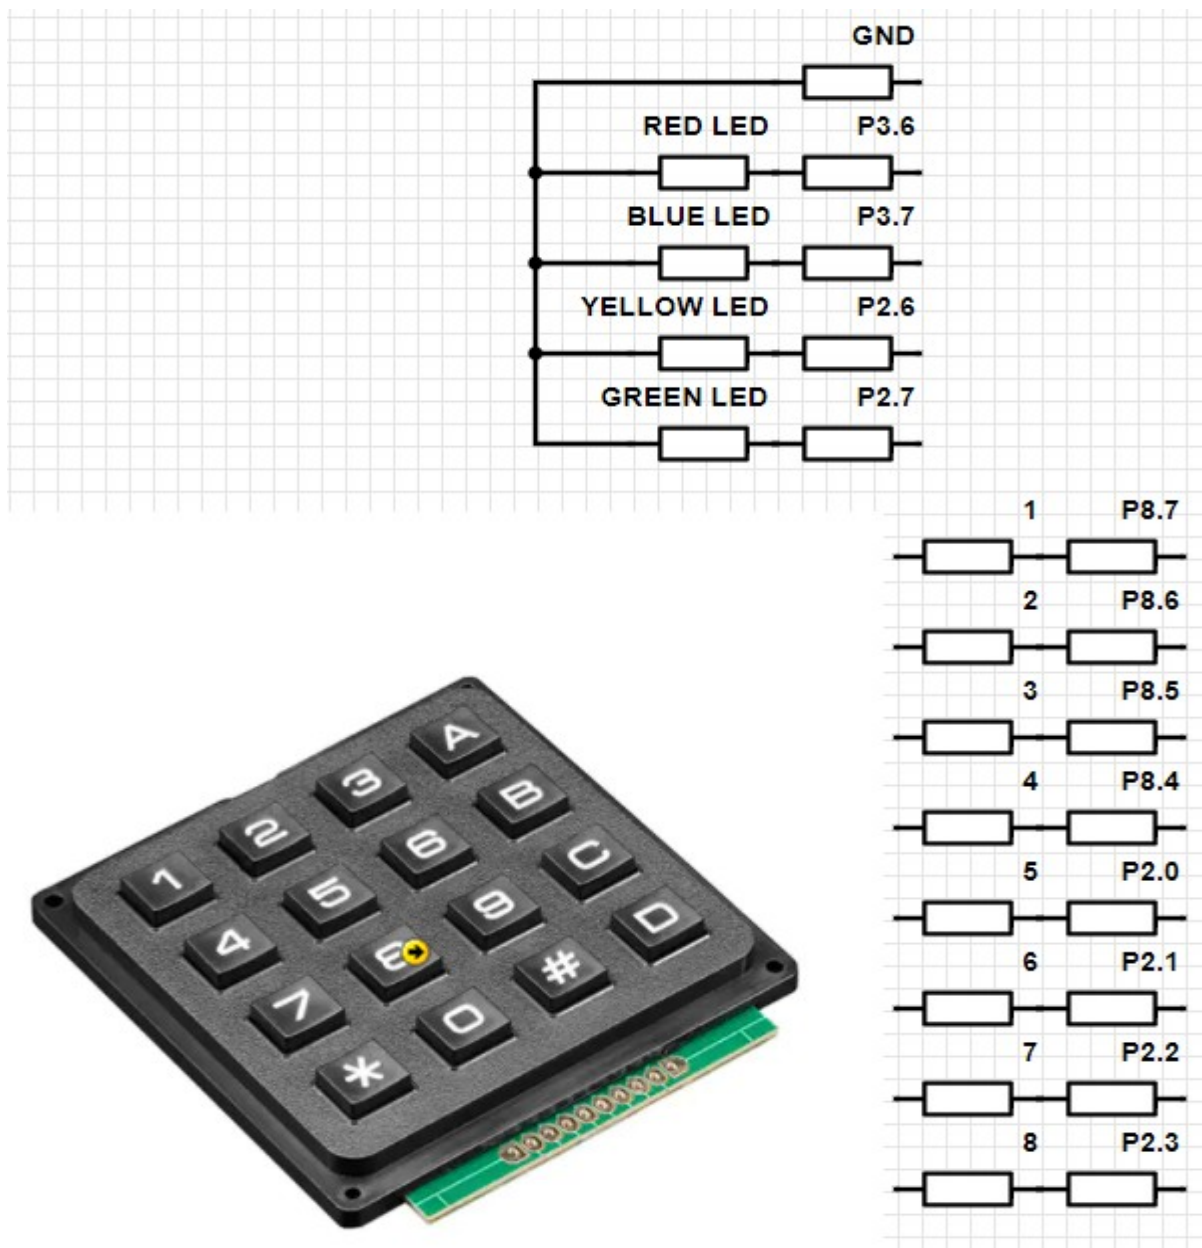 GND
RED LED P3.6
BLUE LED P3.7
YELLOW LED P2.6
GREEN LED P2.7
1 P8.7
2 P8.6
3 P8.5
4 P8.4
5 P2.0
6 P2.1
7 P2.2
8 P2.3
1 2 3 A
4 5 6 B
7 8 9 C
* 0 # D